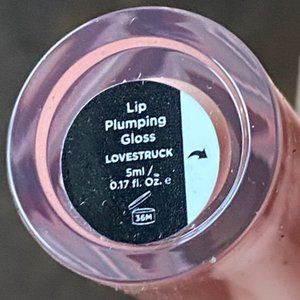 Lip
Plumping
Gloss
LOVESTRUCK
5ml /
0.17 fl. Oz. e
36M